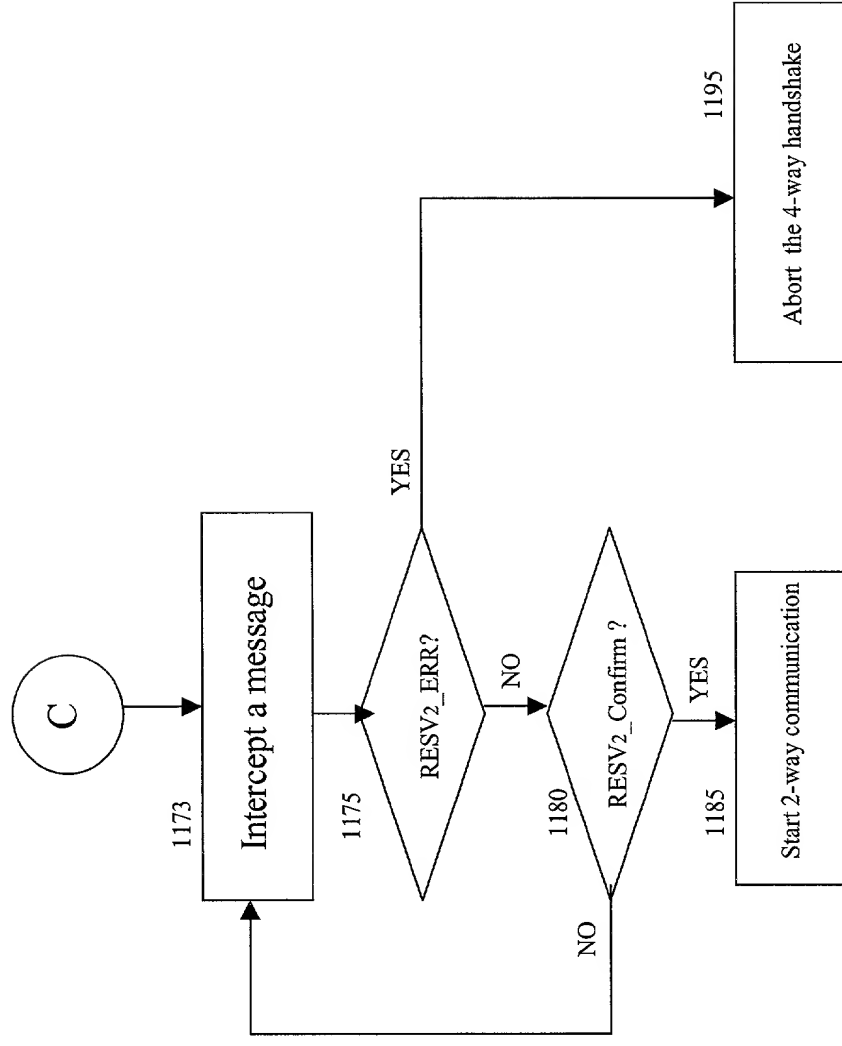 C
1173
Intercept a message
1175
RESV2_ERR?
YES
NO
1180
RESV2_Confirm ?
NO
YES
1185
Start 2-way communication
1195
Abort the 4-way handshake